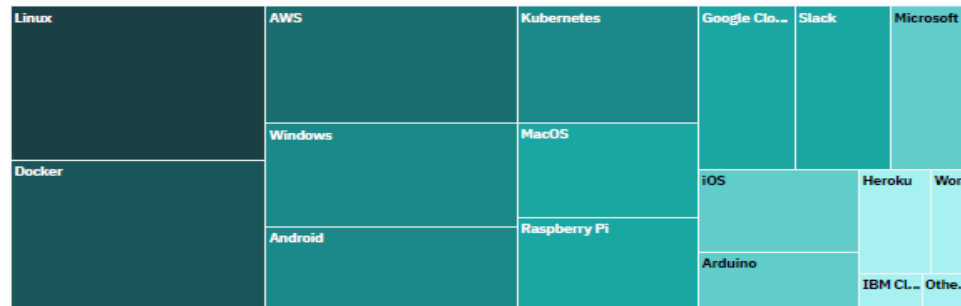 Linux
AWS
Kubernetes
Google Clo...
Slack
Microsoft
Windows
MacOS
Docker
iOS
Heroku
Wor
Android
Raspberry Pi
Arduino
IBM Cl...
Othe.